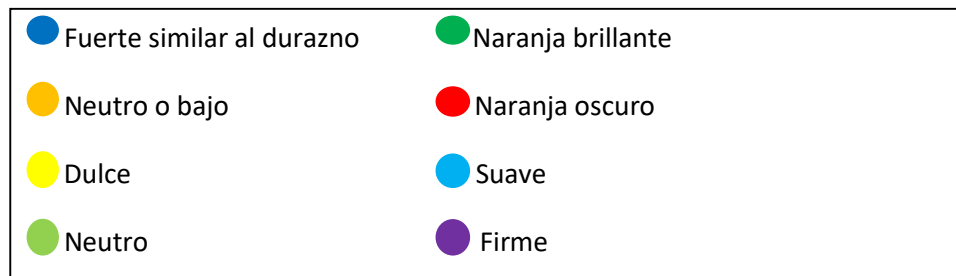 Fuerte similar al durazno
Naranja brillante
Neutro o bajo
Naranja oscuro
Dulce
Suave
Neutro
Firme